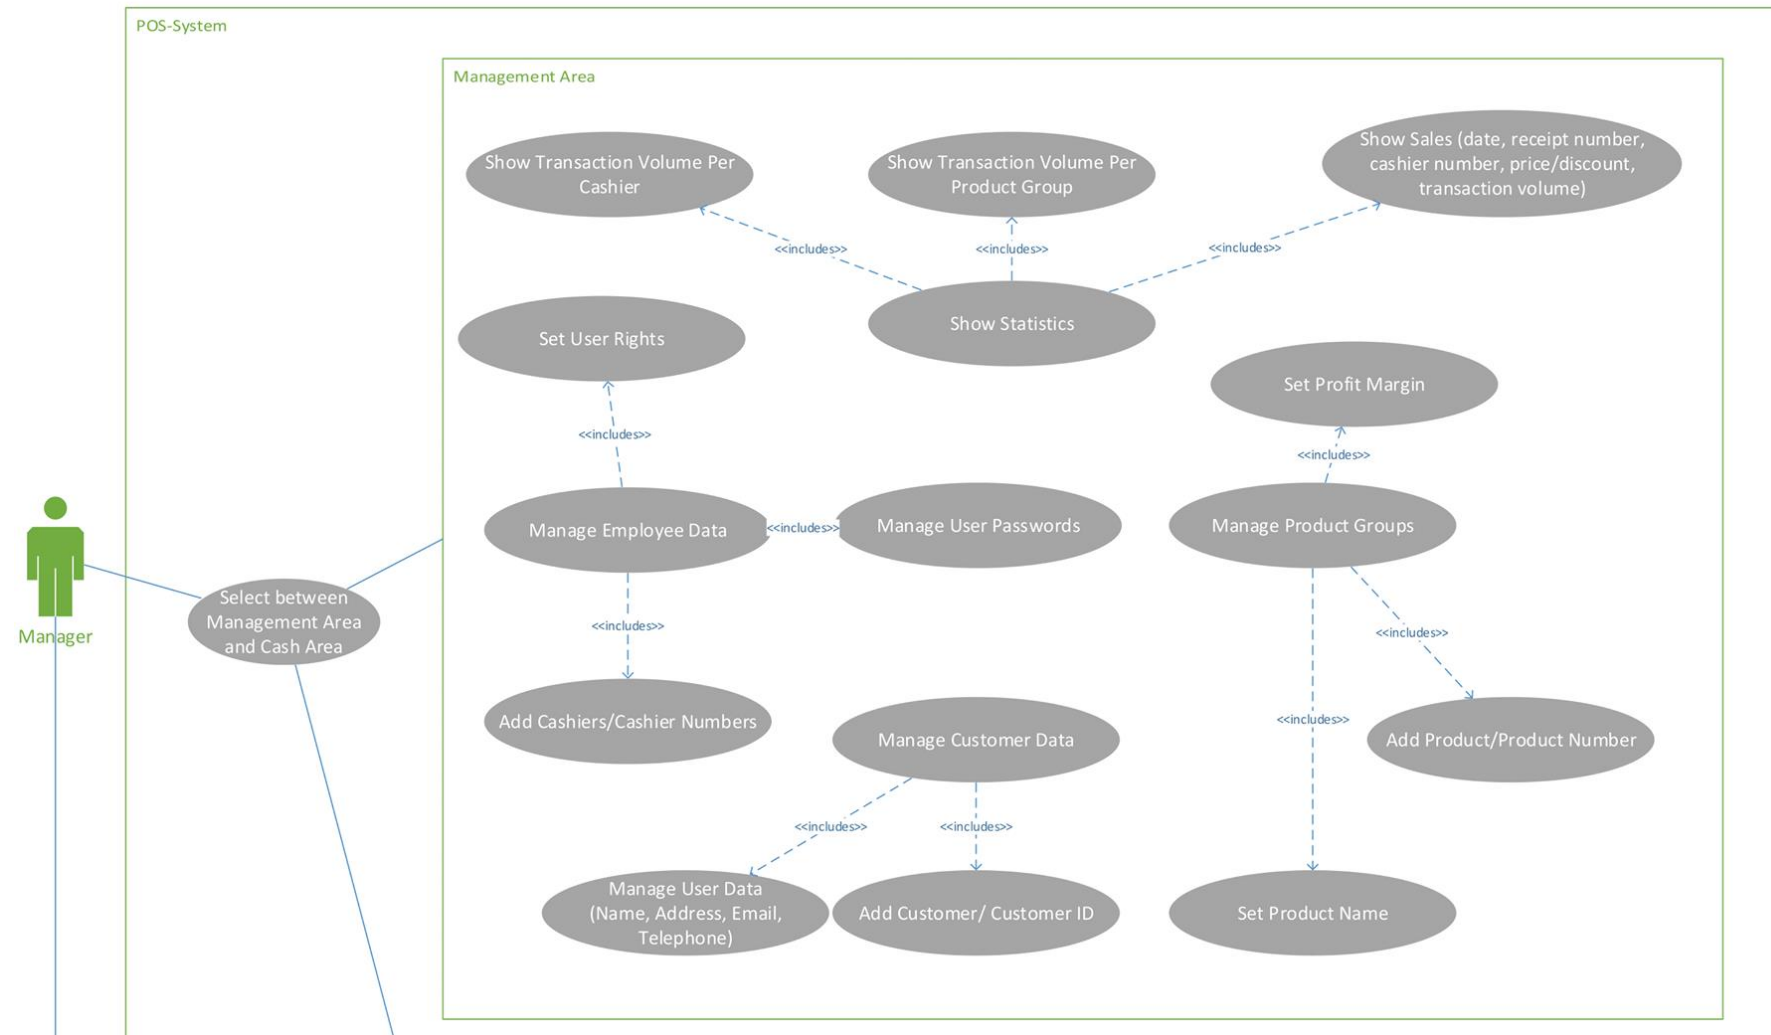 POS-System
Management Area
Show Transaction Volume Per
Cashier
Show Transaction Volume Per
Product Group
Show Sales (date, receipt number,
cashier number, price/discount,
transaction volume)
<<includes>>
<<includes>>
<<includes>>
Show Statistics
Set User Rights
Set Profit Margin
<<includes>>
<<includes>>
Manage Employee Data
<<includes>>
Manage User Passwords
Manage Product Groups
Manager
Select between
Management Area
and Cash Area
<<includes>>
<<includes>>
Add Cashiers/Cashier Numbers
Manage Customer Data
<<includes>>
Add Product/Product Number
<<includes>>
<<includes>>
Manage User Data
(Name, Address, Email,
Telephone)
Add Customer/ Customer ID
Set Product Name